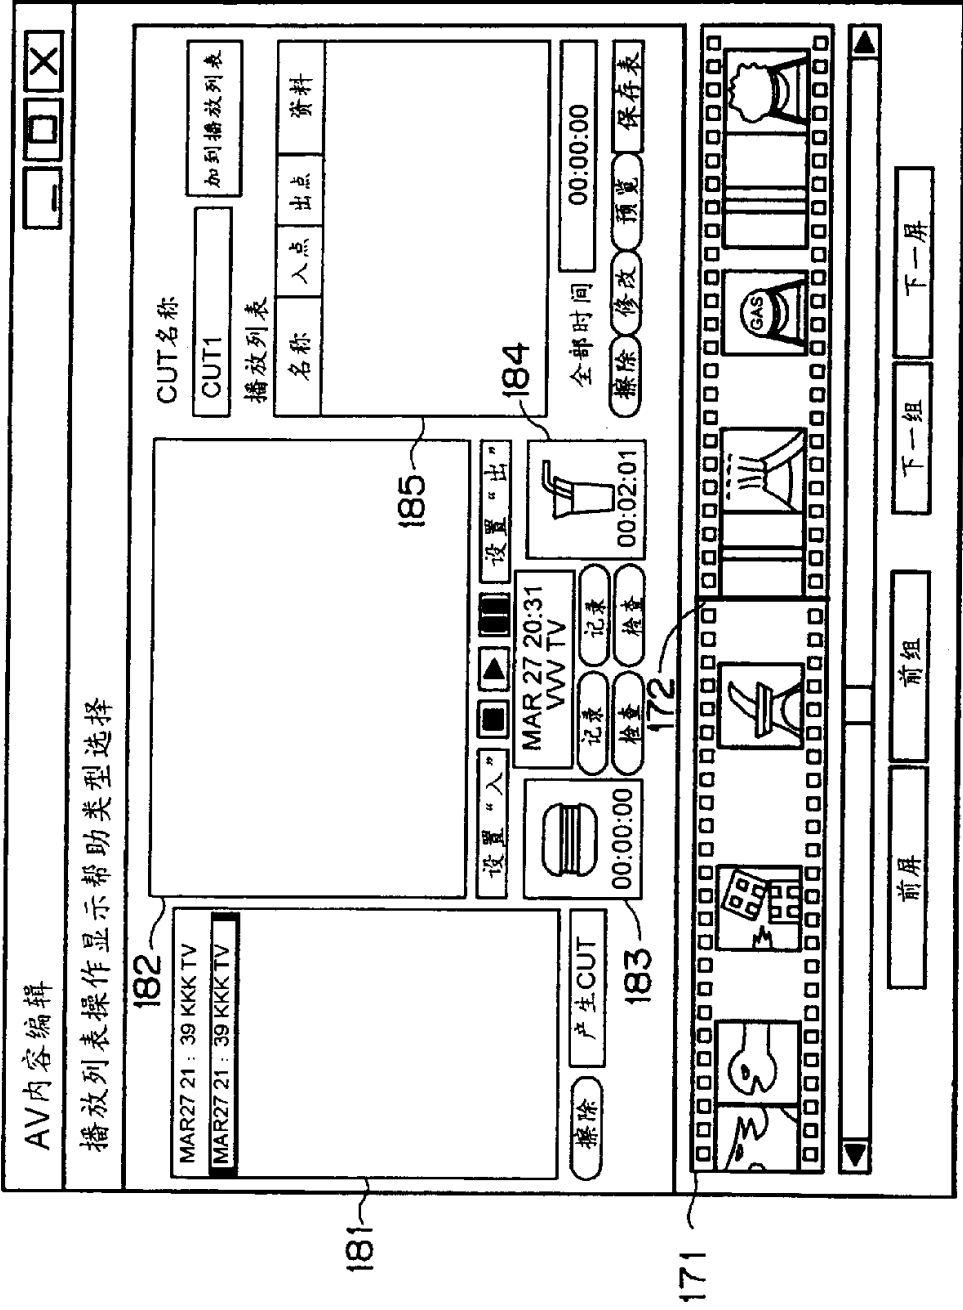 AV内容编辑
播放列表操作显示帮助类型选择
MAR27 21 : 39 KKK TV
MAR27 21 : 39 KKK TV
擦除
产生CUT
181
182
设置“入”
设置“出”
00:00:00
183
MAR 27 20:31
VVV TV
记录
记录
检查
检查
00:02:01
184
CUT名称
CUT1
加到播放列表
播放列表
名称
入点
出点
资料
185
全部时间
00:00:00
擦除
修改
预览
保存表
171
172
GAS
前屏
前组
下一组
下一屏